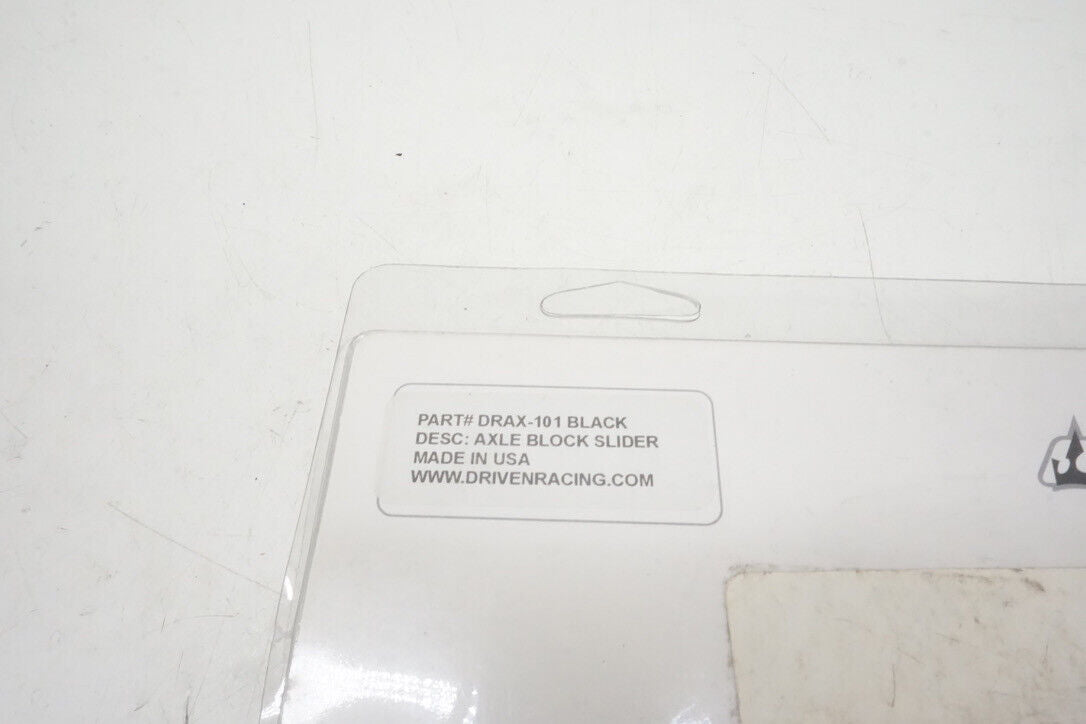 PART# DRAX-101 BLACK
DESC: AXLE BLOCK SLIDER
MADE IN USA
WWW.DRIVENRACING.COM